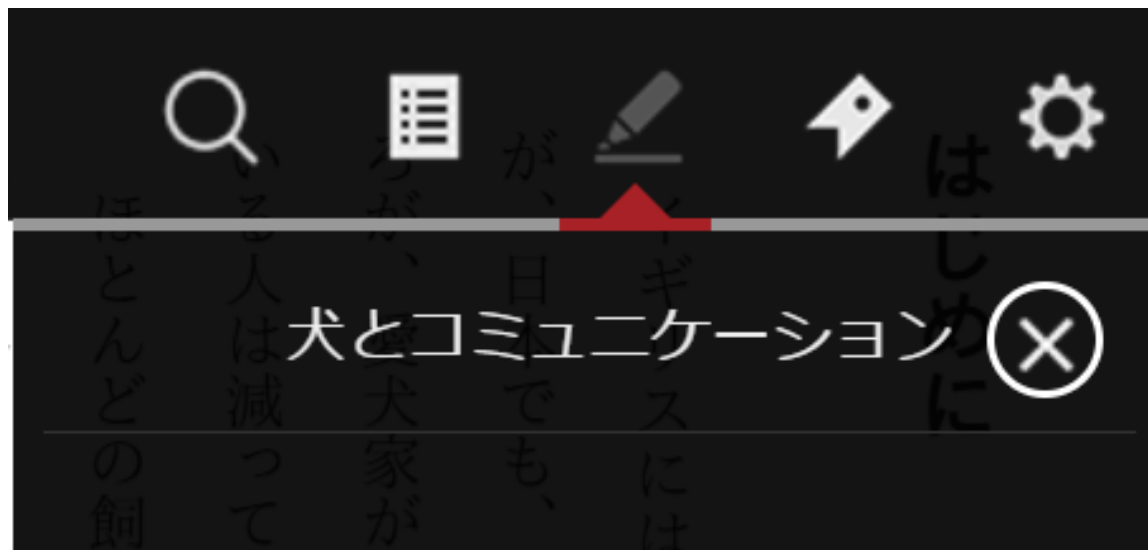 犬とコミュニケーション
はじめに
イギリスには
が、日本でも、
ろが、愛犬家が
いる人は減って
ほとんどの飼